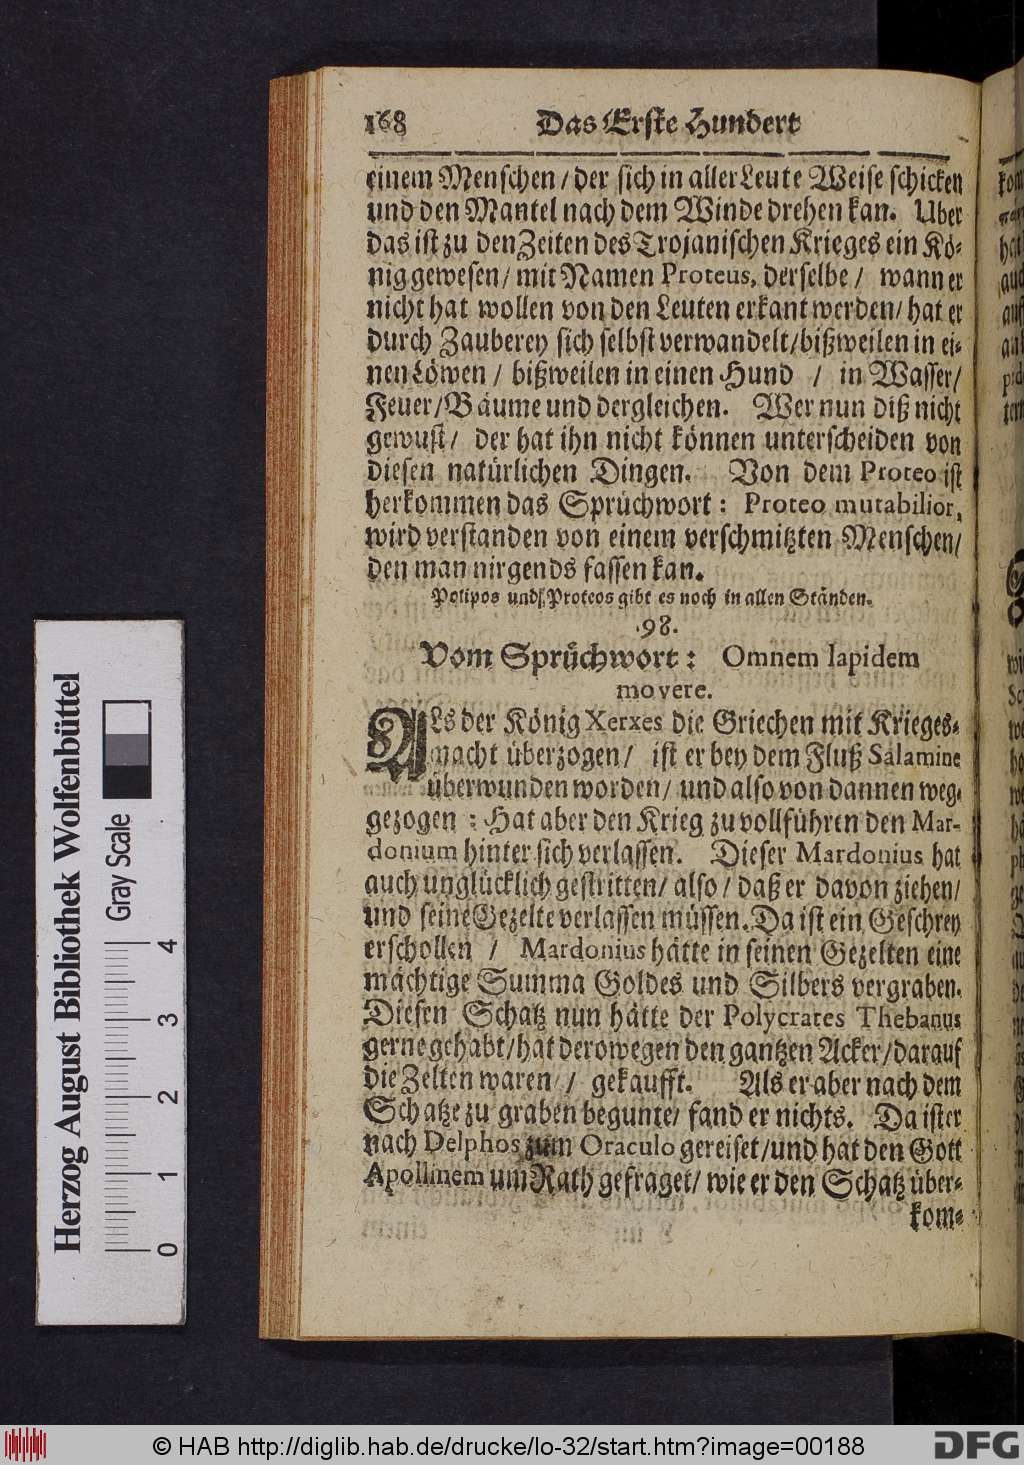 168 Das Erste Hundert
einem Menschen / der sich in aller Leute Weise schicken
und den Mantel nach dem Winde drehen kan. Uber
das ist zu den Zeiten des Trojanischen Krieges ein Kö-
nig gewesen / mit Namen Proteus, derselbe / wann er
nicht hat wollen von den Leuten erkant werden / hat er
durch Zauberey sich selbst verwandelt / bißweilen in ei-
nen Löwen / bißweilen in einen Hund / in Wasser /
Feuer / Bäume und dergleichen. Wer nun diß nicht
gewust / der hat ihn nicht können unterscheiden von
diesen natürlichen Dingen. Von dem Proteo ist
herkommen das Sprüchwort: Proteo mutabilior,
wird verstanden von einem verschmitzten Menschen /
den man nirgends fassen kan.
Polipos und Proteos gibt es noch in allen Ständen.
98.
Vom Sprüchwort: Omnem lapidem
movere.
ALs der König Xerxes die Griechen mit Krieges-
macht überzogen / ist er bey dem Fluß Salamine
überwunden worden / und also von dannen weg-
gezogen: Hat aber den Krieg zu vollführen den Mar-
donium hinter sich verlassen. Dieser Mardonius hat
auch unglücklich gestritten / also / daß er davon ziehen /
und seine Gezelte verlassen müssen. Da ist ein Geschrey
erschollen / Mardonius hätte in seinen Gezelten eine
mächtige Summa Goldes und Silbers vergraben.
Diesen Schatz nun hätte der Polycrates Thebanus
gerne gehabt / hat derowegen den gantzen Acker / darauf
die Zelten waren / gekaufft. Als er aber nach dem
Schatze zu graben begunte / fand er nichts. Da ist er
nach Delphos zum Oraculo gereiset / und hat den Gott
Apollinem um Rath gefraget / wie er den Schatz über-
kom-
Herzog August Bibliothek Wolfenbüttel
Gray Scale
0 1 2 3 4
© HAB http://diglib.hab.de/drucke/lo-32/start.htm?image=00188
DFG